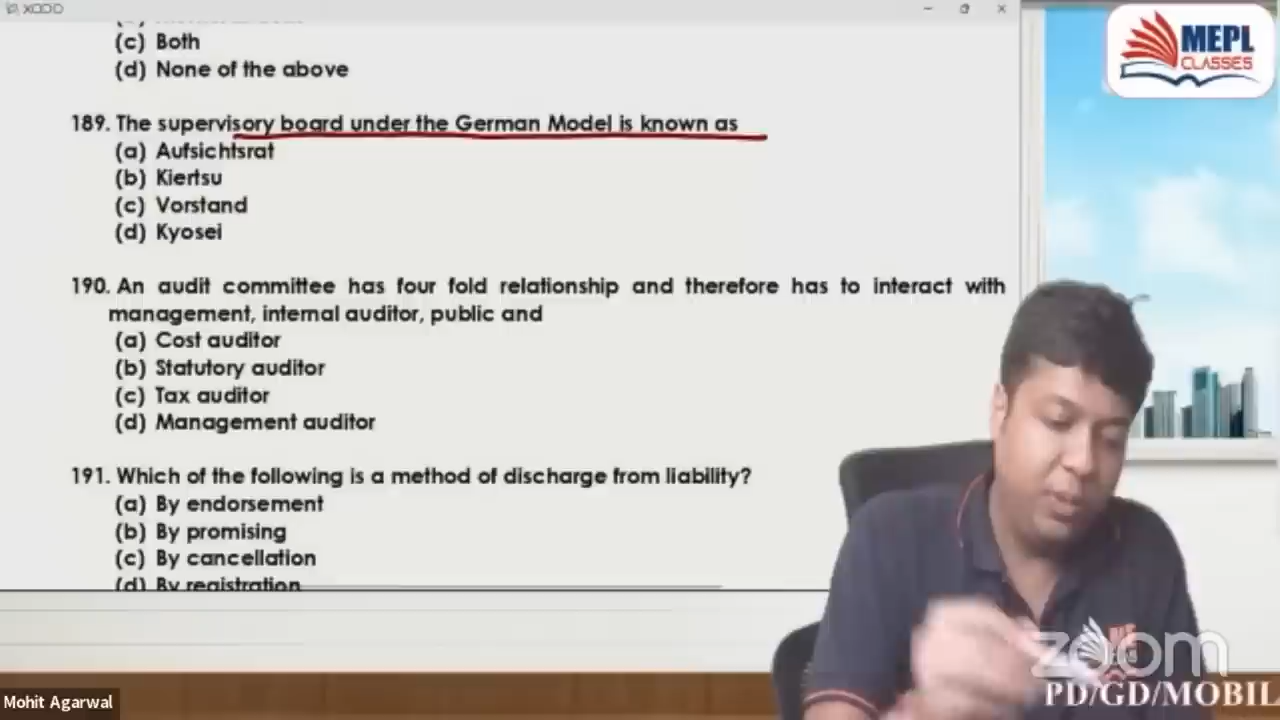 XODO
(c) Both
(d) None of the above
MEPL
CLASSES
189. The supervisory board under the German Model is known as
(a) Aufsichtsrat
(b) Kiertsu
(c) Vorstand
(d) Kyosei
190. An audit committee has four fold relationship and therefore has to interact with
management, internal auditor, public and
(a) Cost auditor
(b) Statutory auditor
(c) Tax auditor
(d) Management auditor
191. Which of the following is a method of discharge from liability?
(a) By endorsement
(b) By promising
(c) By cancellation
(d) By registration
zoom
Mohit Agarwal
PD/GD/MOBIL